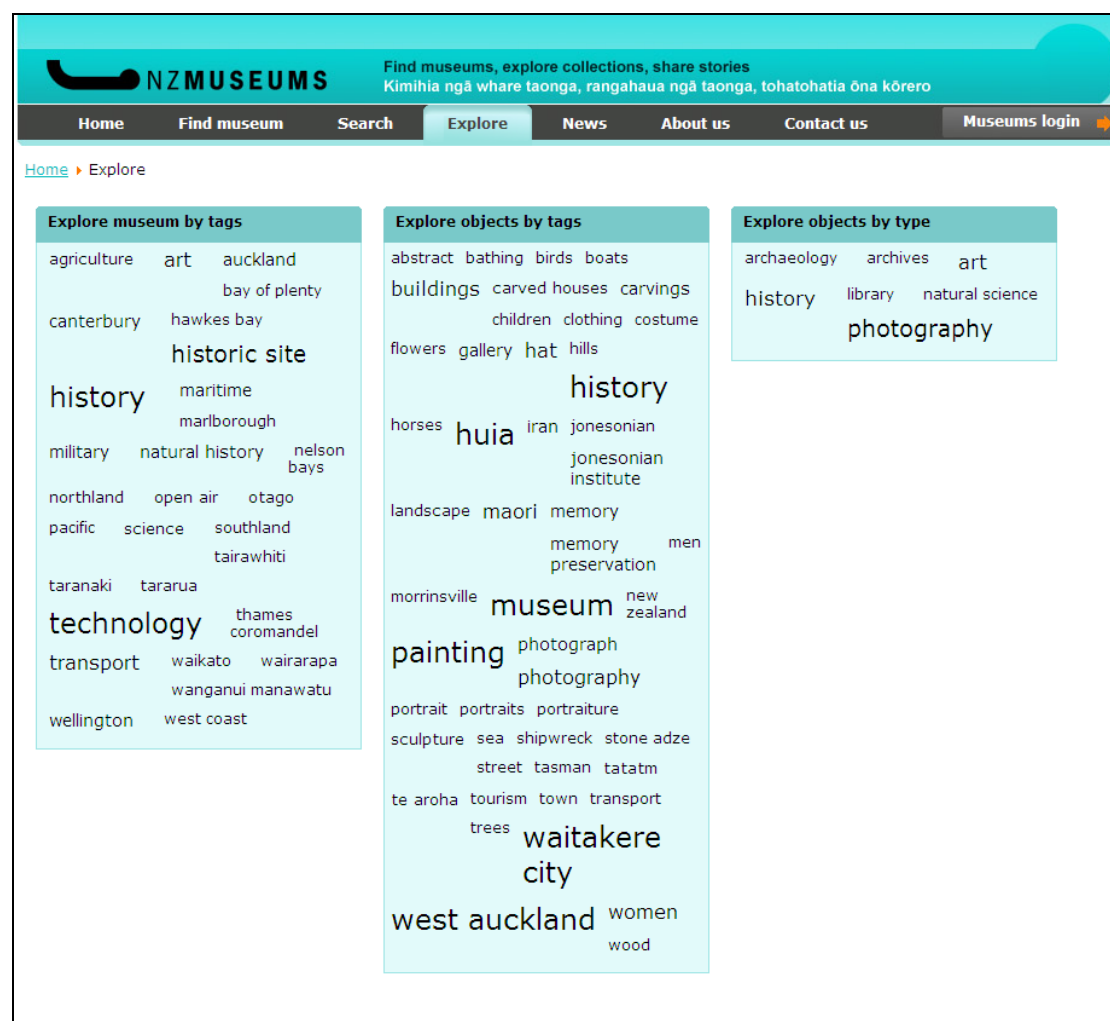 NZMUSEUMS
Find museums, explore collections, share stories
Kimihia ngā whare taonga, rangahaua ngā taonga, tohatohatia ōna kōrero
Home Find museum Search Explore News About us Contact us Museums login
Home Explore
Explore museum by tags
agriculture art auckland
bay of plenty
canterbury hawkes bay
historic site
history maritime
marlborough
military natural history nelson
bays
northland open air otago
pacific science southland
tairawhiti
taranaki tararua
technology thames
coromandel
transport waikato wairarapa
wanganui manawatu
wellington west coast
Explore objects by tags
abstract bathing birds boats
buildings carved houses carvings
children clothing costume
flowers gallery hat hills
history
horses huia iran jonesonian
jonesonian
institute
landscape maori memory
memory men
preservation
morrinsville museum new
zealand
painting photograph
photography
portrait portraits portraiture
sculpture sea shipwreck stone adze
street tasman tatatm
te aroha tourism town transport
trees waitakere
city
west auckland women
wood
Explore objects by type
archaeology archives art
history library natural science
photography